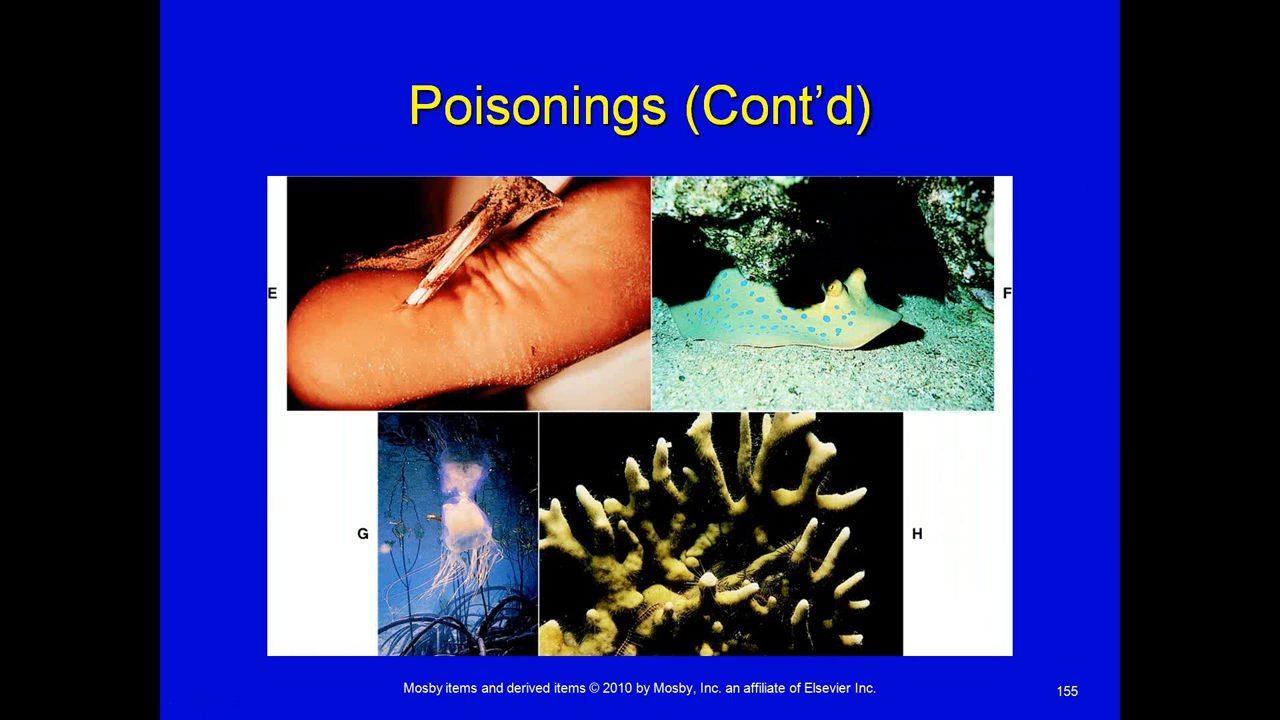 Poisonings (Cont’d)
E
F
G
H
Mosby items and derived items © 2010 by Mosby, Inc. an affiliate of Elsevier Inc.
155